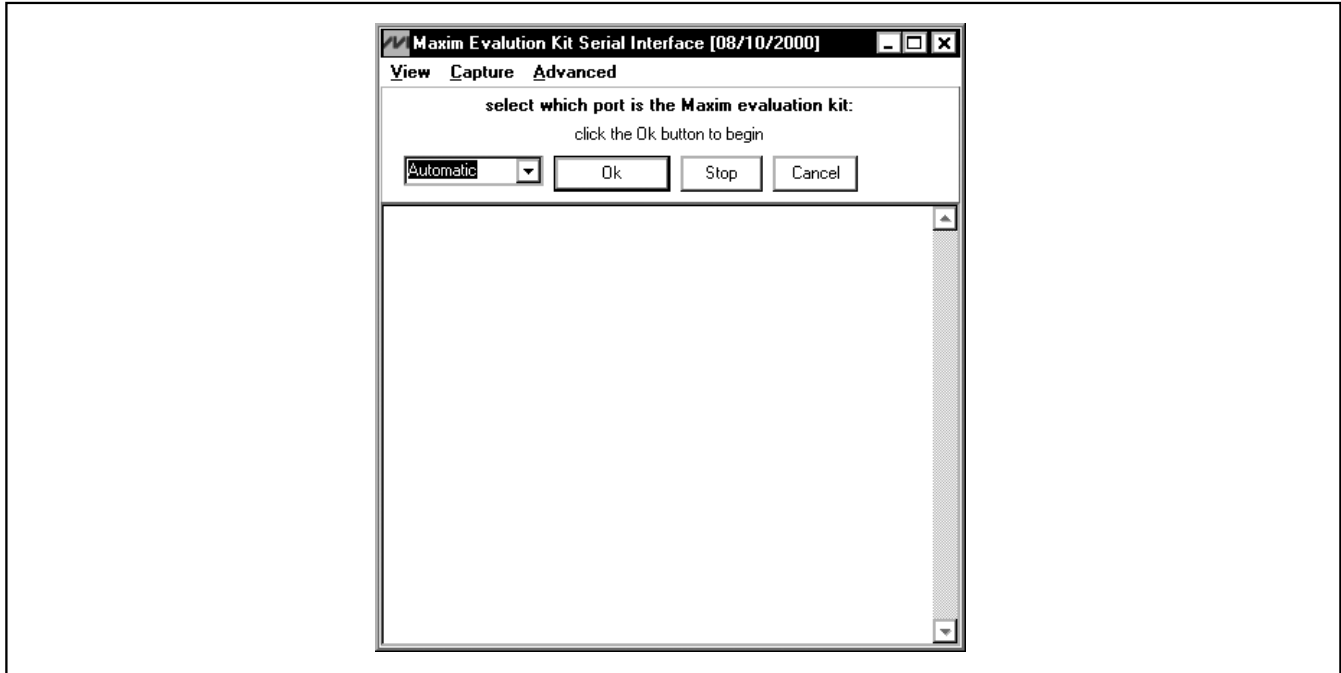 Maxim Evalution Kit Serial Interface [08/10/2000]
View Capture Advanced
select which port is the Maxim evaluation kit:
click the Ok button to begin
Automatic Ok Stop Cancel